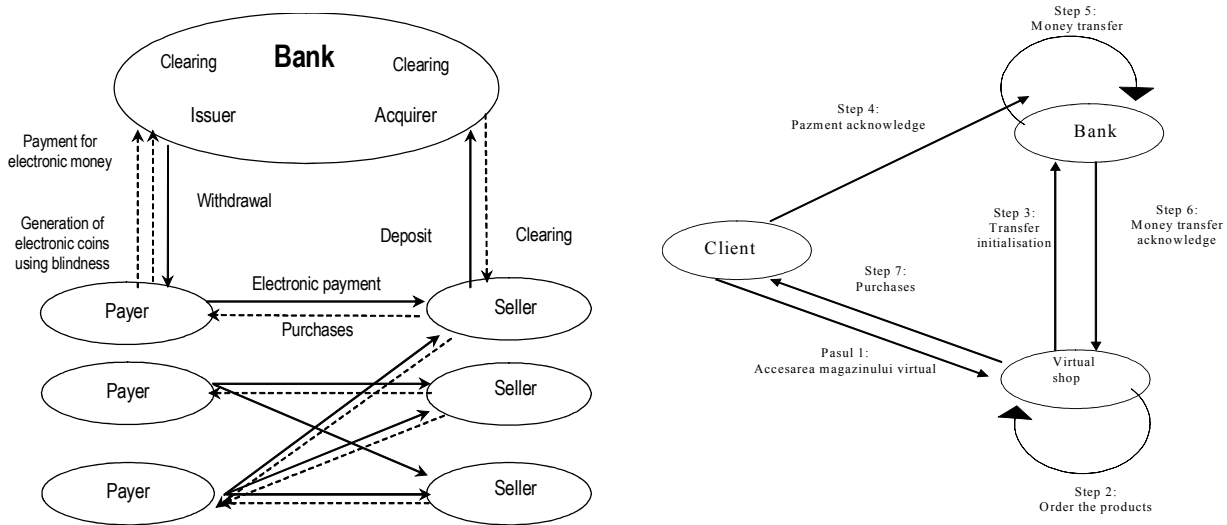 Bank
Clearing
Clearing
Issuer
Acquirer
Payment for
electronic money
Withdrawal
Generation of
electronic coins
using blindness
Deposit
Clearing
Electronic payment
Payer
Seller
Purchases
Payer
Seller
Payer
Seller
Step 5:
Money transfer
Step 4:
Pazment acknowledge
Bank
Step 3:
Transfer
initialisation
Step 6:
Money transfer
acknowledge
Client
Step 7:
Purchases
Pasul 1:
Accesarea magazinului virtual
Virtual
shop
Step 2:
Order the products